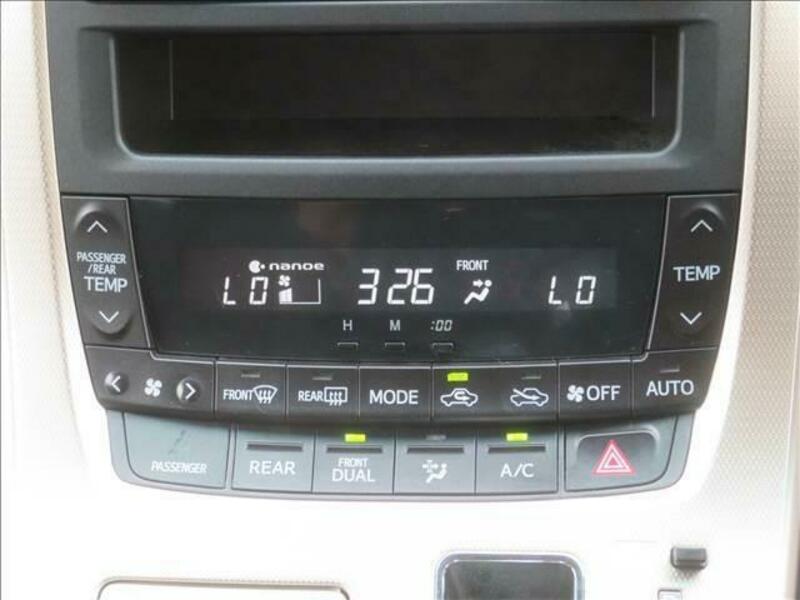 nanoe
FRONT
PASSENGER
/REAR
TEMP
TEMP
LO 326 LO
H M :00
FRONT REAR MODE OFF AUTO
PASSENGER REAR FRONT
DUAL A/C